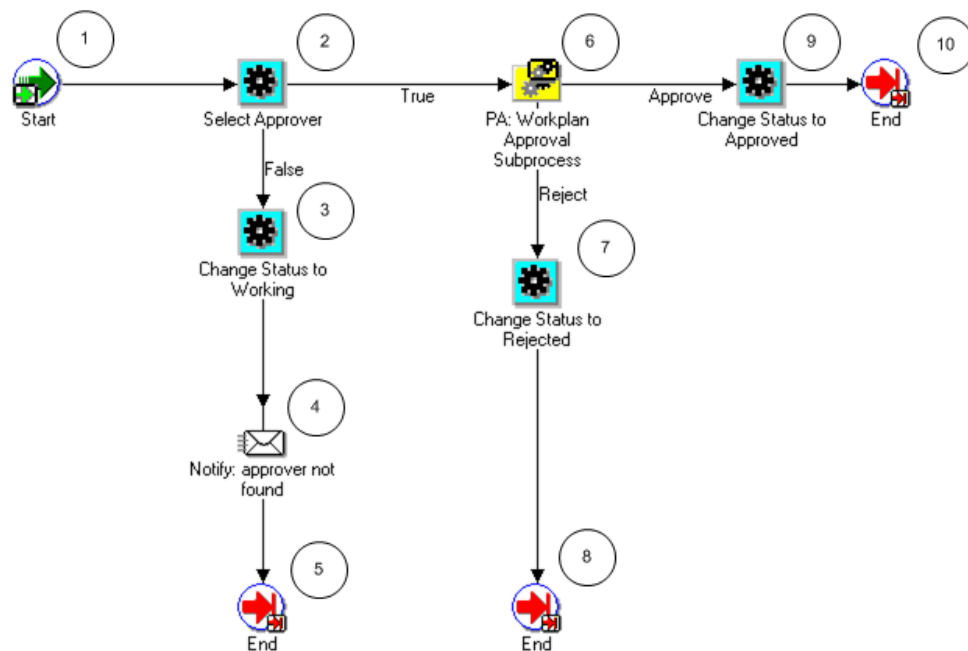 1
2
6
9
10
Start
Select Approver
True
PA: Workplan
Approval
Subprocess
Approve
Change Status to
Approved
End
False
Reject
3
7
Change Status to
Working
Change Status to
Rejected
4
Notify: approver not
found
5
8
End
End